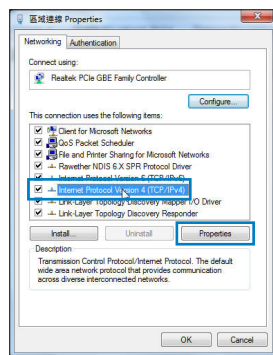 區域連線 Properties
Networking
Authentication
Connect using:
Realtek PCIe GBE Family Controller
Configure...
This connection uses the following items:
Client for Microsoft Networks
QoS Packet Scheduler
File and Printer Sharing for Microsoft Networks
Rawether NDIS 6.X SPR Protocol Driver
Internet Protocol Version 6 (TCP/IPv6)
Internet Protocol Version 4 (TCP/IPv4)
Link-Layer Topology Discovery Mapper I/O Driver
Link-Layer Topology Discovery Responder
Install...
Uninstall
Properties
Description
Transmission Control Protocol/Internet Protocol. The default
wide area network protocol that provides communication
across diverse interconnected networks.
OK
Cancel